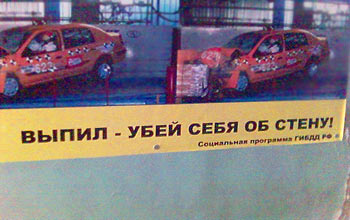 ВЫПИЛ - УБЕЙ СЕБЯ ОБ СТЕНУ!
Социальная программа ГИБДД РФ